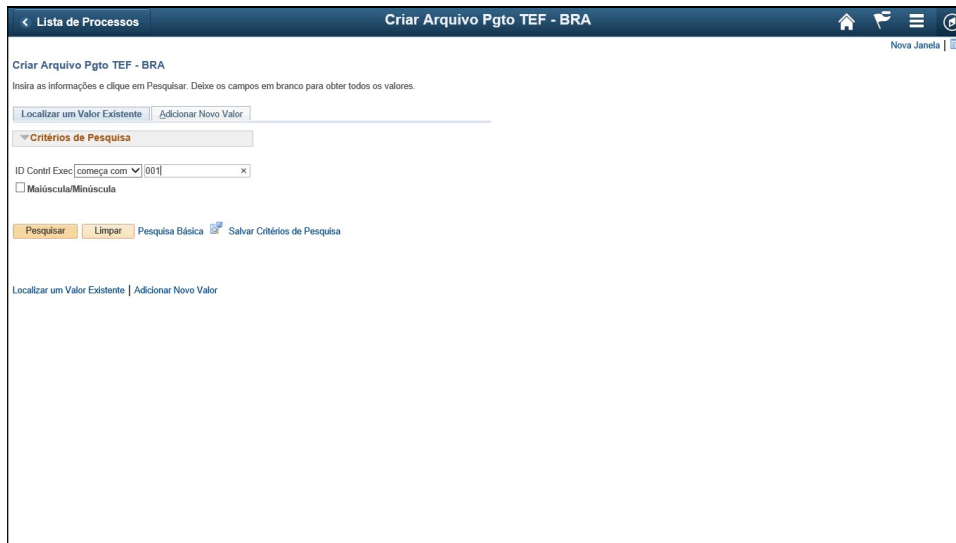 Lista de Processos
Criar Arquivo Pgto TEF - BRA
Nova Janela |
Criar Arquivo Pgto TEF - BRA
Insira as informações e clique em Pesquisar. Deixe os campos em branco para obter todos os valores.
Localizar um Valor Existente Adicionar Novo Valor
Critérios de Pesquisa
ID Contrl Exec começa com 001 ×
Maiúscula/Minúscula
Pesquisar Limpar Pesquisa Básica Salvar Critérios de Pesquisa
Localizar um Valor Existente | Adicionar Novo Valor